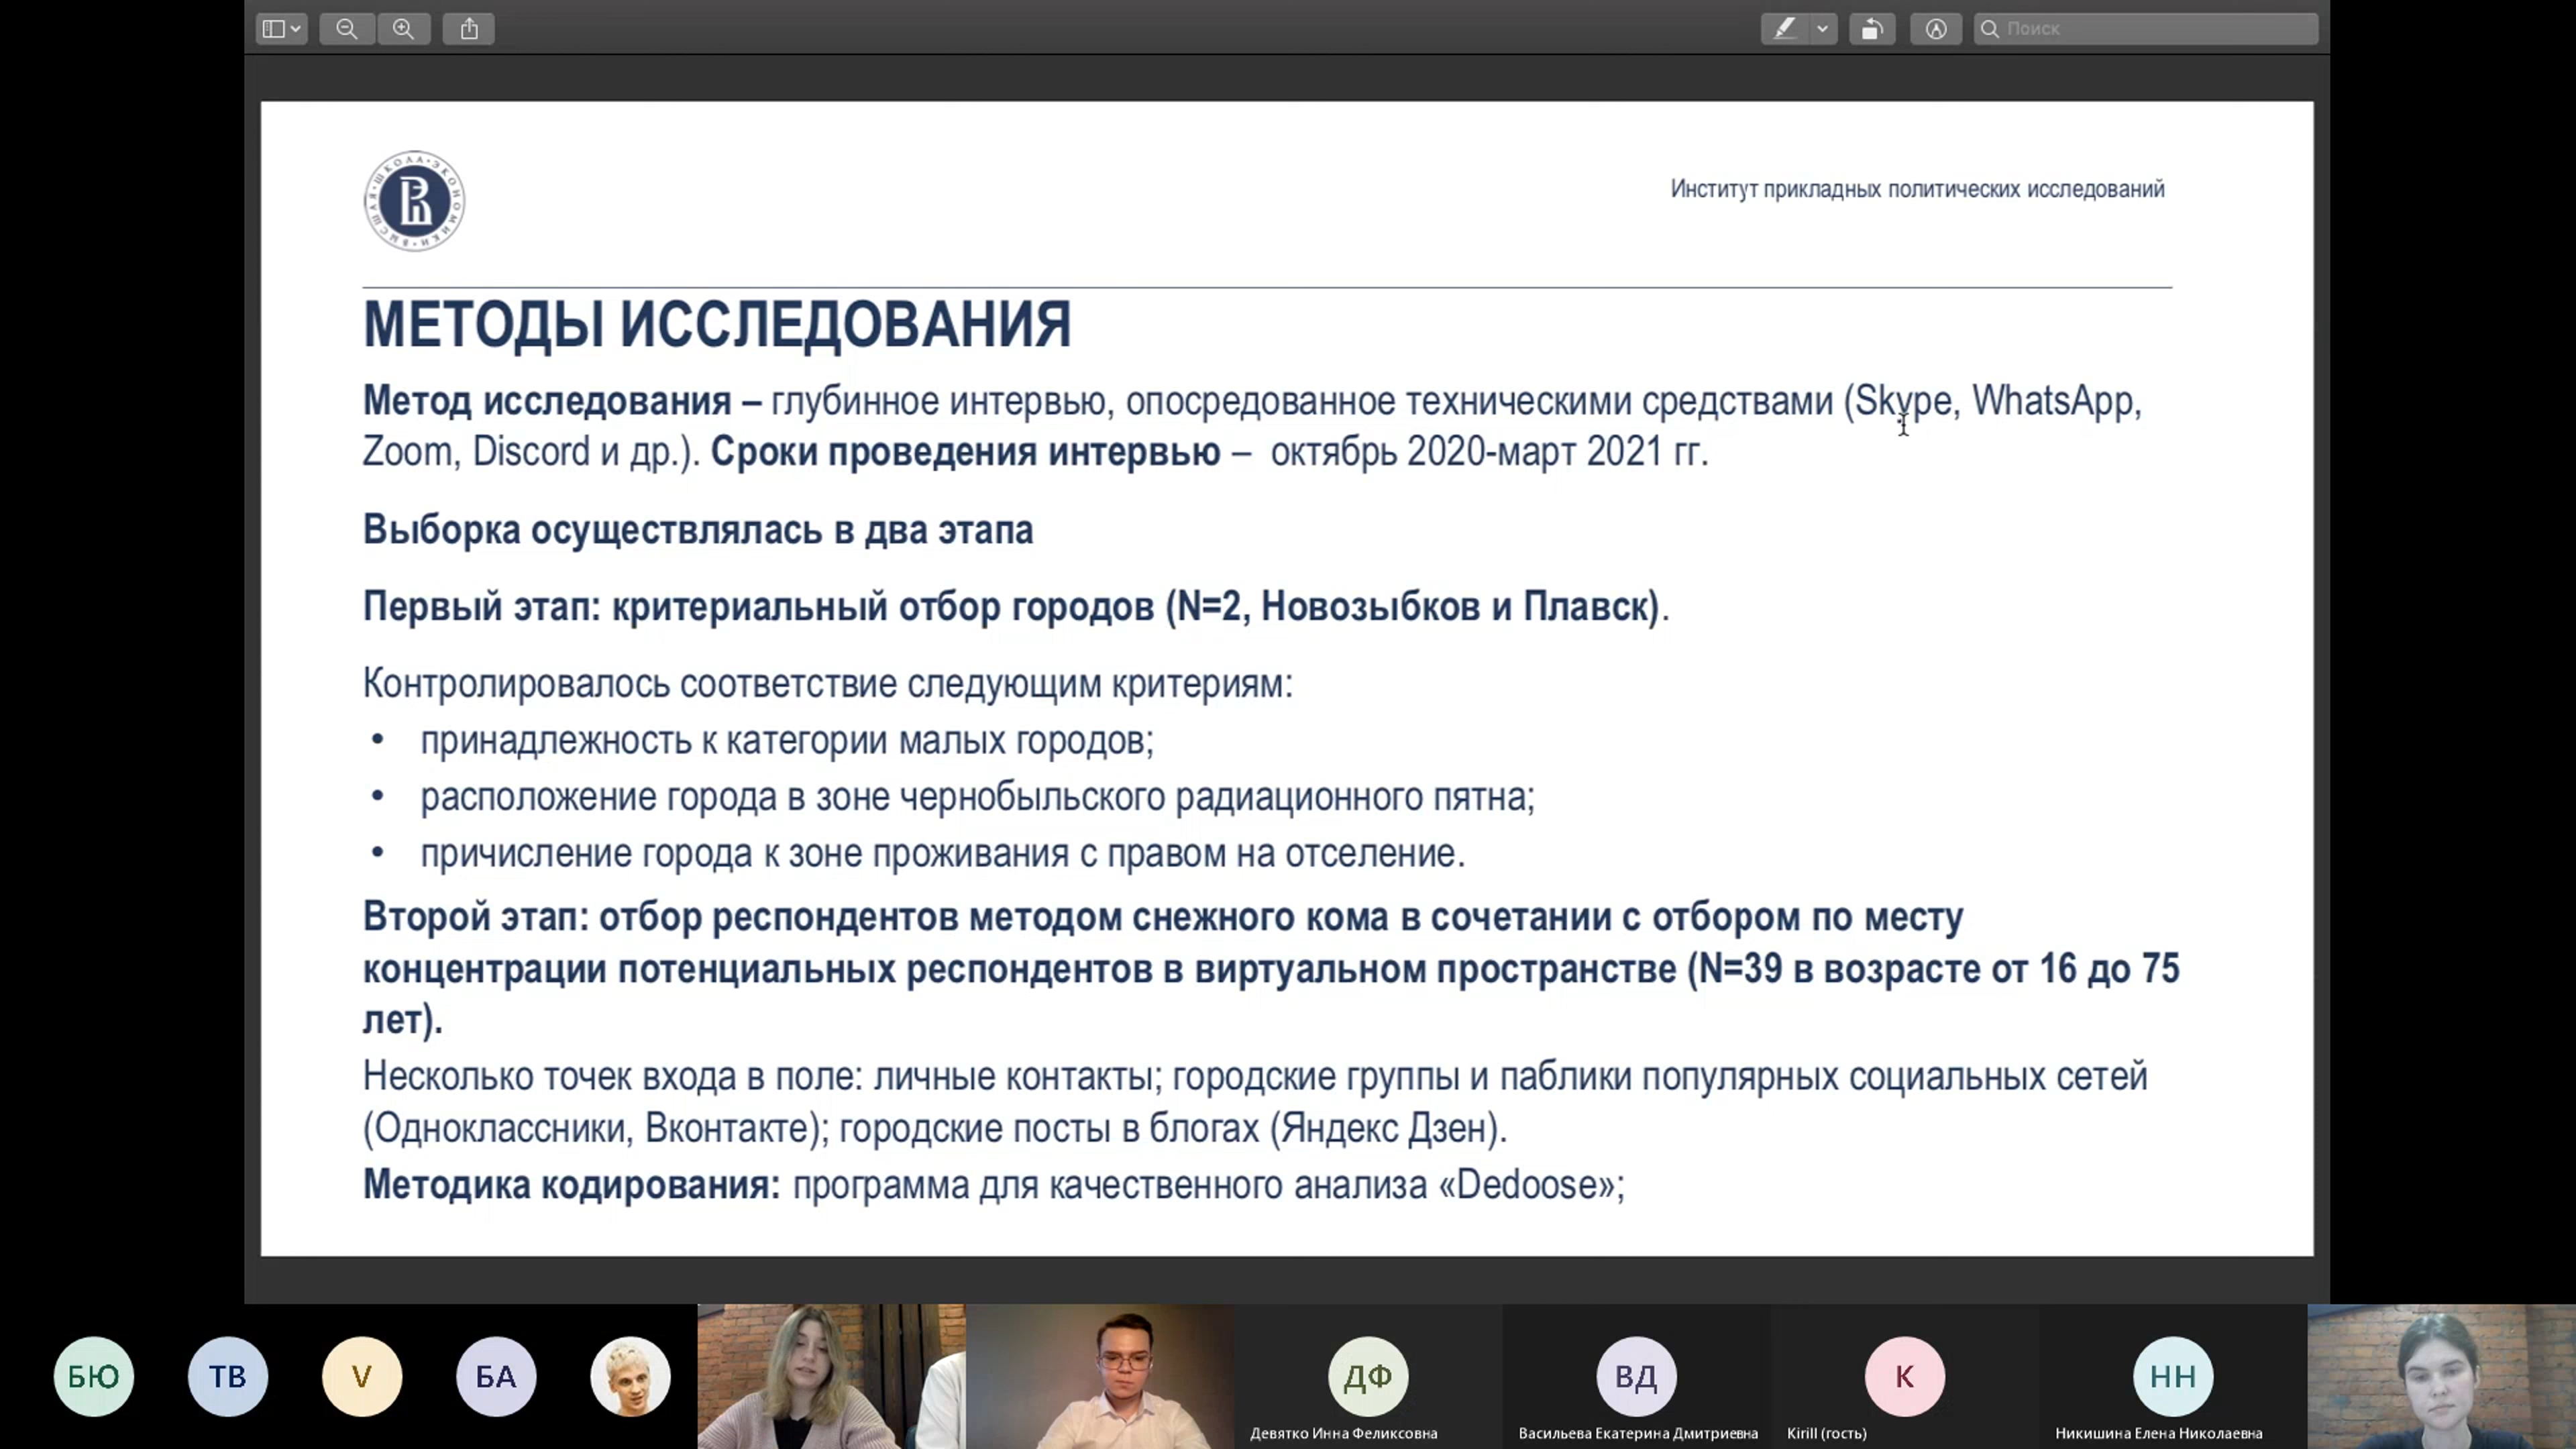 Поиск
ВЫСШАЯ ШКОЛА ЭКОНОМИКИ
Институт прикладных политических исследований
МЕТОДЫ ИССЛЕДОВАНИЯ
Метод исследования – глубинное интервью, опосредованное техническими средствами (Skype, WhatsApp,
Zoom, Discord и др.). Сроки проведения интервью – октябрь 2020-март 2021 гг.
Выборка осуществлялась в два этапа
Первый этап: критериальный отбор городов (N=2, Новозыбков и Плавск).
Контролировалось соответствие следующим критериям:
• принадлежность к категории малых городов;
• расположение города в зоне чернобыльского радиационного пятна;
• причисление города к зоне проживания с правом на отселение.
Второй этап: отбор респондентов методом снежного кома в сочетании с отбором по месту
концентрации потенциальных респондентов в виртуальном пространстве (N=39 в возрасте от 16 до 75
лет).
Несколько точек входа в поле: личные контакты; городские группы и паблики популярных социальных сетей
(Одноклассники, Вконтакте); городские посты в блогах (Яндекс Дзен).
Методика кодирования: программа для качественного анализа «Dedoose»;
БЮ ТВ V БА ДФ ВД K НН
Девятко Инна Феликсовна Васильева Екатерина Дмитриевна Kirill (гость) Никишина Елена Николаевна